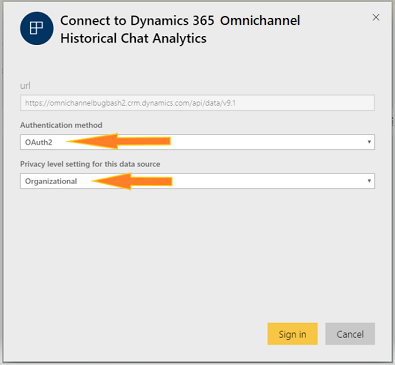 Connect to Dynamics 365 Omnichannel
Historical Chat Analytics
url
https://omnichannelbugbash2.crm.dynamics.com/api/data/v9.1
Authentication method
OAuth2
Privacy level setting for this data source
Organizational
Sign in
Cancel